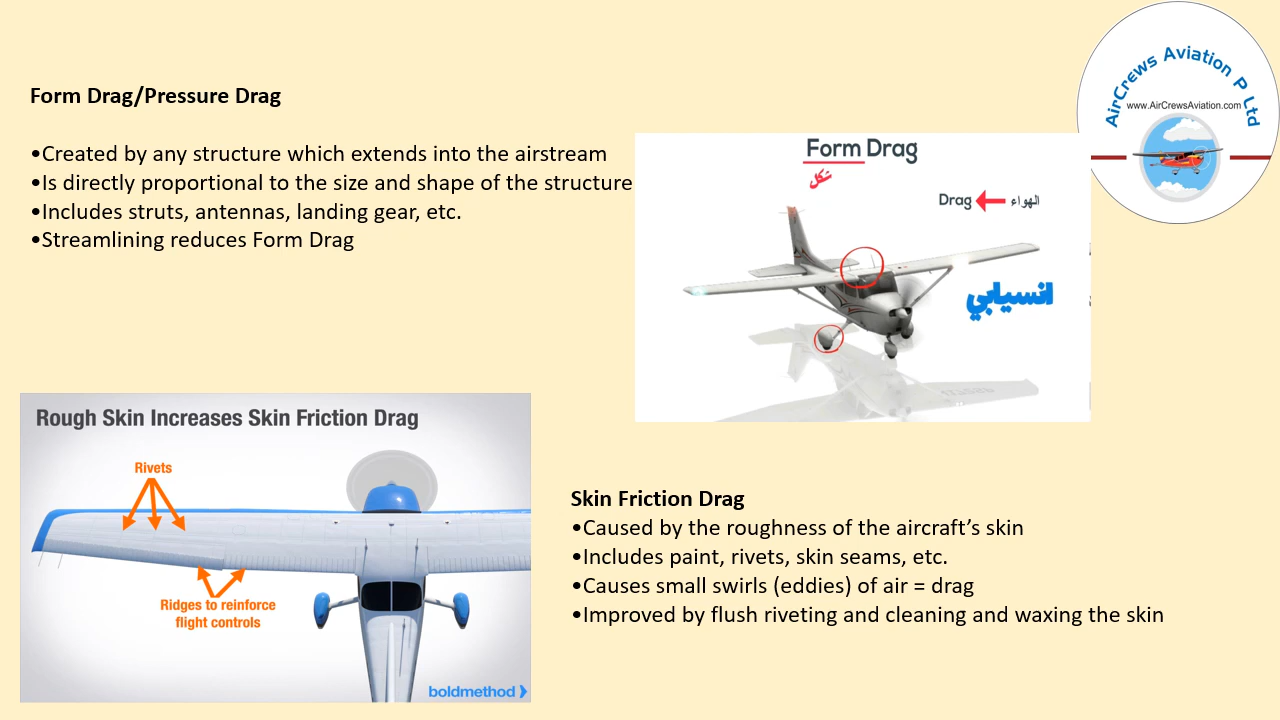 AirCrews Aviation P Ltd
www.AirCrewsAviation.com
Form Drag/Pressure Drag
•Created by any structure which extends into the airstream
•Is directly proportional to the size and shape of the structure
•Includes struts, antennas, landing gear, etc.
•Streamlining reduces Form Drag
Form Drag
شكل
Drag الهواء
انسيابي
Rough Skin Increases Skin Friction Drag
Rivets
Ridges to reinforce
flight controls
boldmethod
Skin Friction Drag
•Caused by the roughness of the aircraft’s skin
•Includes paint, rivets, skin seams, etc.
•Causes small swirls (eddies) of air = drag
•Improved by flush riveting and cleaning and waxing the skin